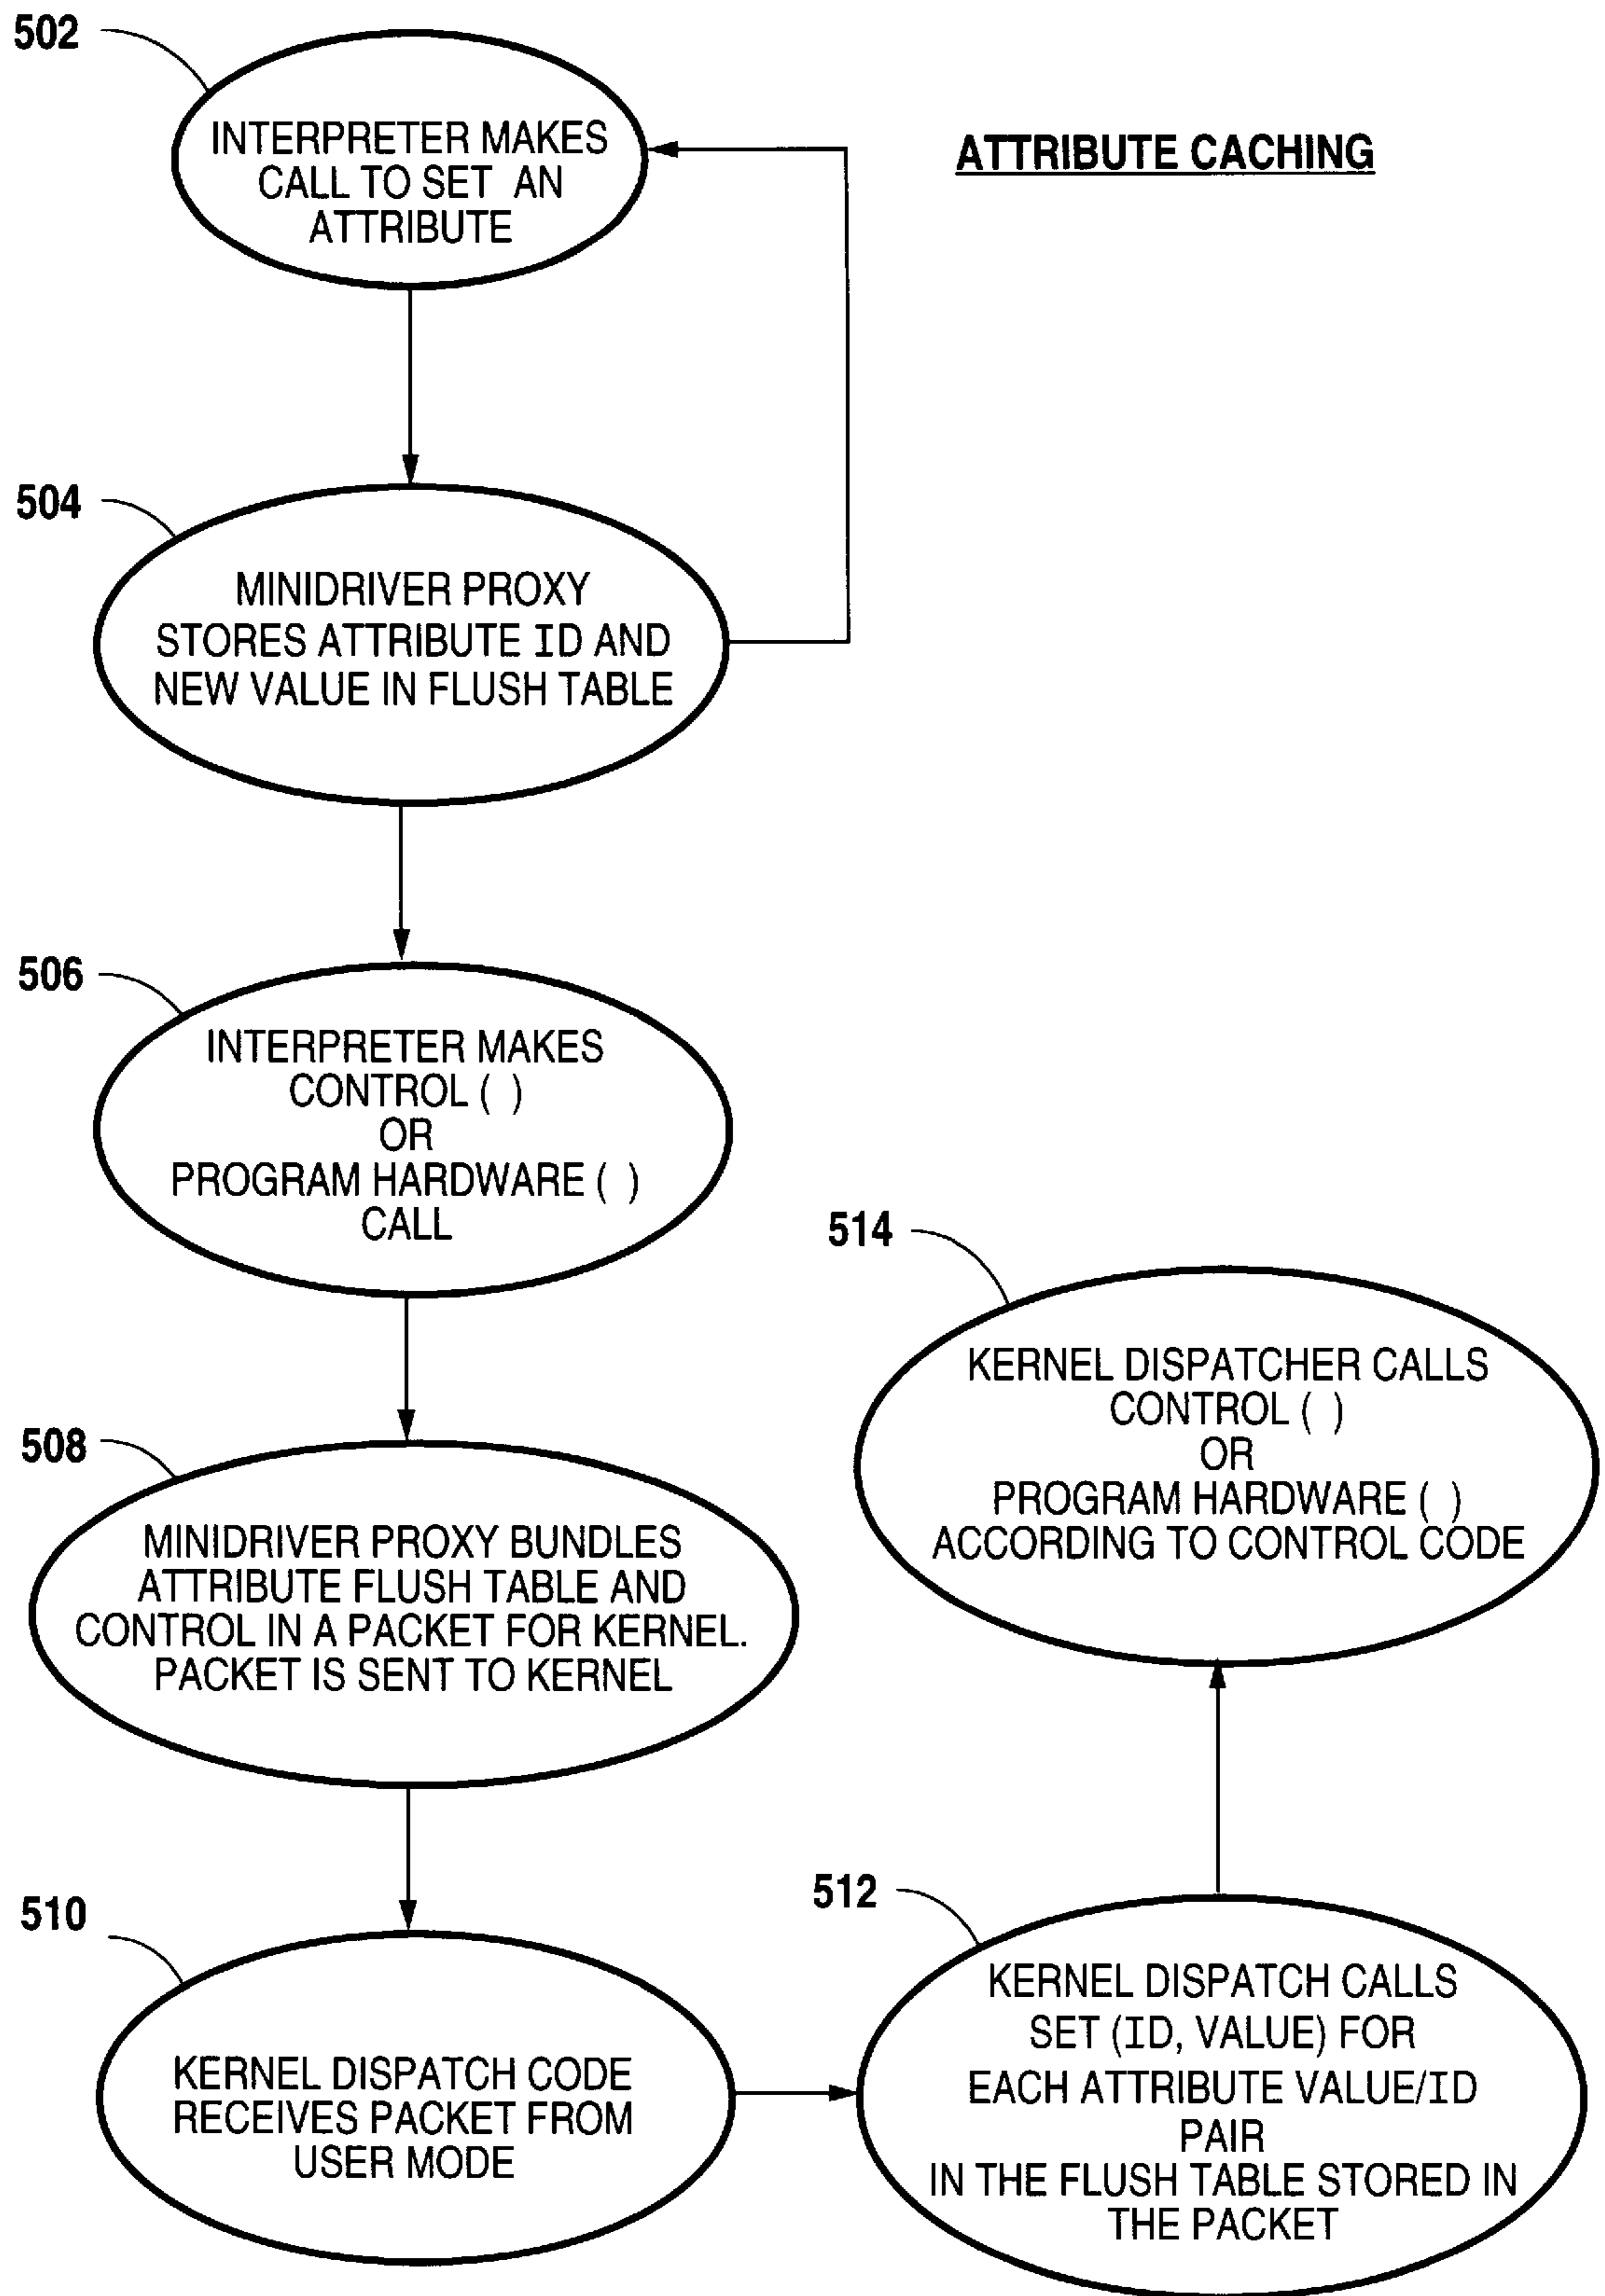 502
INTERPRETER MAKES
CALL TO SET AN
ATTRIBUTE
ATTRIBUTE CACHING
504
MINIDRIVER PROXY
STORES ATTRIBUTE ID AND
NEW VALUE IN FLUSH TABLE
506
INTERPRETER MAKES
CONTROL ( )
OR
PROGRAM HARDWARE ( )
CALL
508
MINIDRIVER PROXY BUNDLES
ATTRIBUTE FLUSH TABLE AND
CONTROL IN A PACKET FOR KERNEL.
PACKET IS SENT TO KERNEL
510
KERNEL DISPATCH CODE
RECEIVES PACKET FROM
USER MODE
512
KERNEL DISPATCH CALLS
SET (ID, VALUE) FOR
EACH ATTRIBUTE VALUE/ID
PAIR
IN THE FLUSH TABLE STORED IN
THE PACKET
514
KERNEL DISPATCHER CALLS
CONTROL ( )
OR
PROGRAM HARDWARE ( )
ACCORDING TO CONTROL CODE